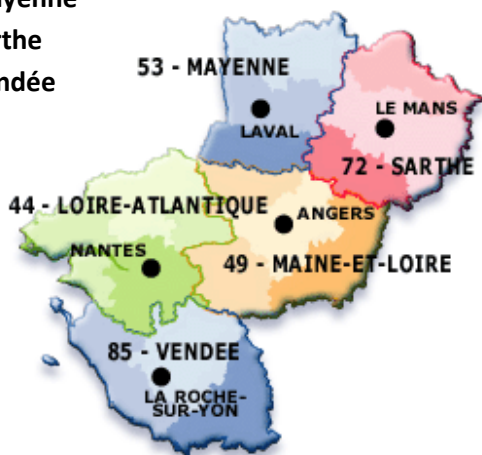 rthe
ndée
53 - MAYENNE
LE MANS
LAVAL
72 - SARTHE
44 - LOIRE-ATLANTIQUE
ANGERS
NANTES
49 - MAINE-ET-LOIRE
85 - VENDEE
LA ROCHE-
SUR-YON